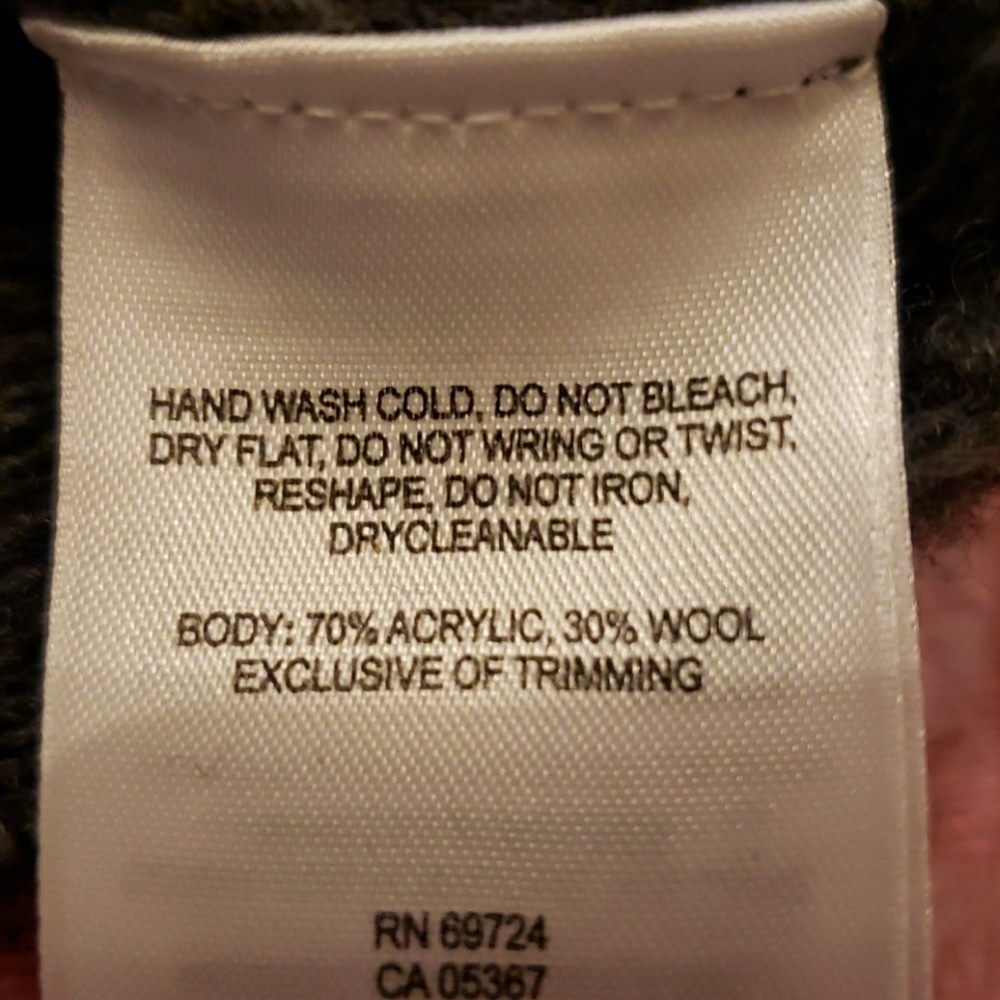 HAND WASH COLD, DO NOT BLEACH,
DRY FLAT, DO NOT WRING OR TWIST,
RESHAPE, DO NOT IRON,
DRYCLEANABLE
BODY: 70% ACRYLIC, 30% WOOL
EXCLUSIVE OF TRIMMING
RN 69724
CA 05367